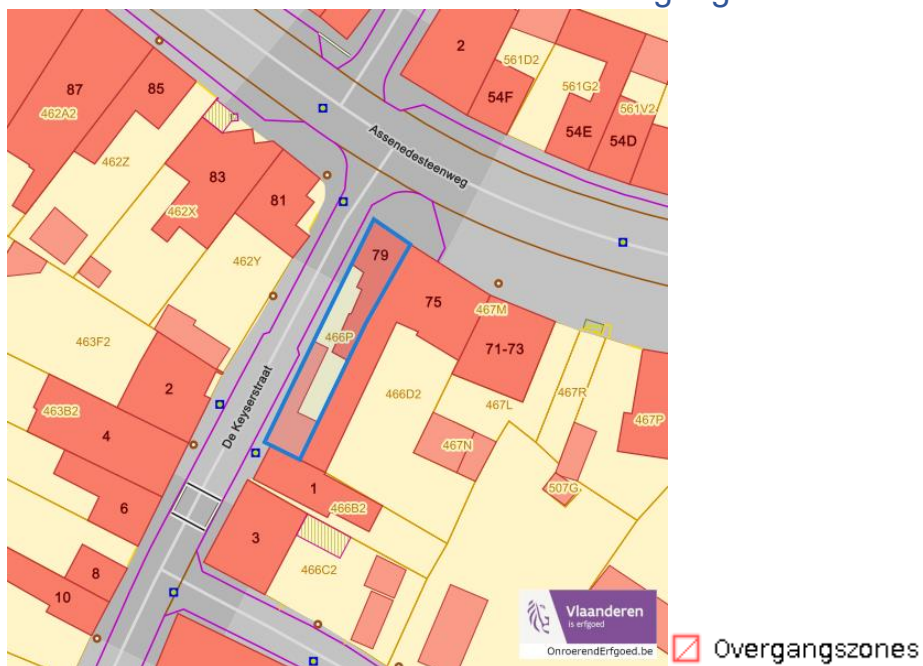 2
561D2
87
85
54F
561G2
561V2
462A2
54E
54D
Assenedesteenweg
462Z
83
81
462X
462Y
79
75
467M
466P
71-73
463F2
2
466D2
467L
467R
463B2
De Keyserstraat
467P
4
467N
1
507G
6
466B2
3
8
466C2
10
Vlaanderen
is erfgoed
OnroerendErfgoed.be
Overgangszones